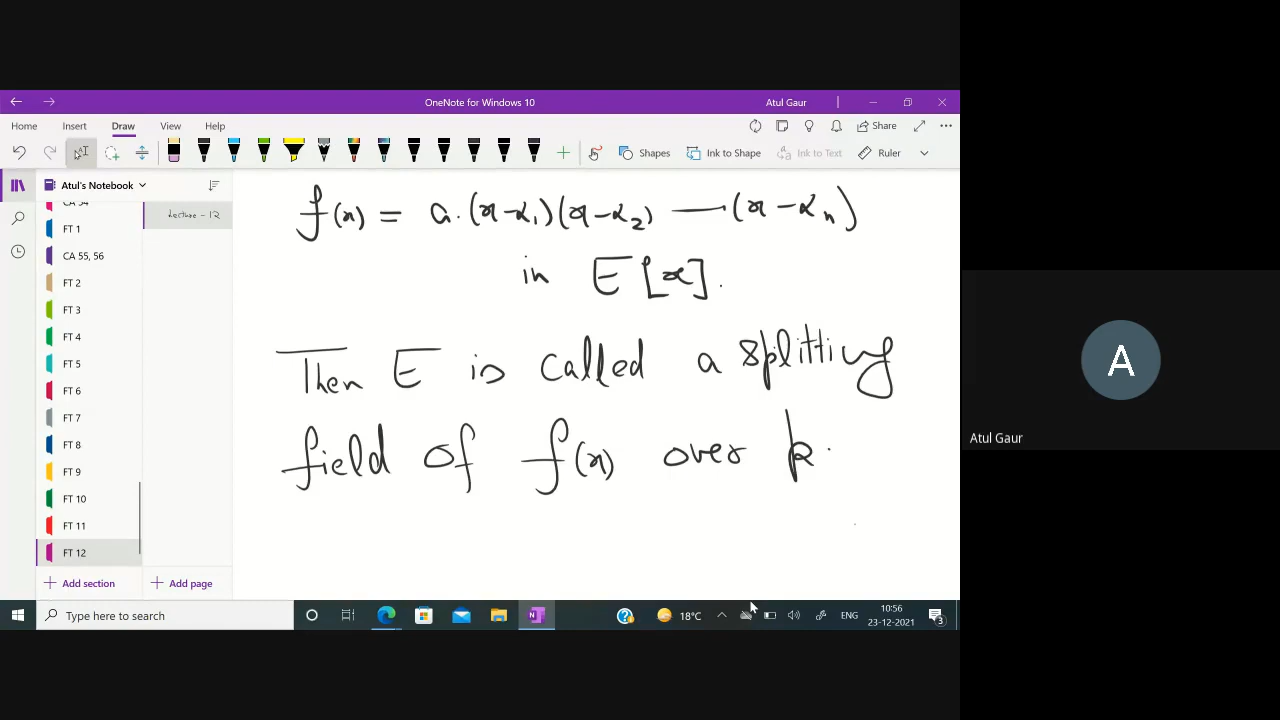 OneNote for Windows 10
Atul Gaur
Home Insert Draw View Help
Share
Shapes
Ink to Shape
Ink to Text
Ruler
Atul's Notebook
CA 54
FT 1
CA 55, 56
FT 2
FT 3
FT 4
FT 5
FT 6
FT 7
FT 8
FT 9
FT 10
FT 11
FT 12
Add section
Lecture - 12
Add page
f(x) = a.(x-α₁)(x-α₂) —(x-αₙ)
in E[x].
Then E is called a splitting
field of f(x) over k.
Type here to search
18°C
ENG
10:56
23-12-2021
3
A
Atul Gaur